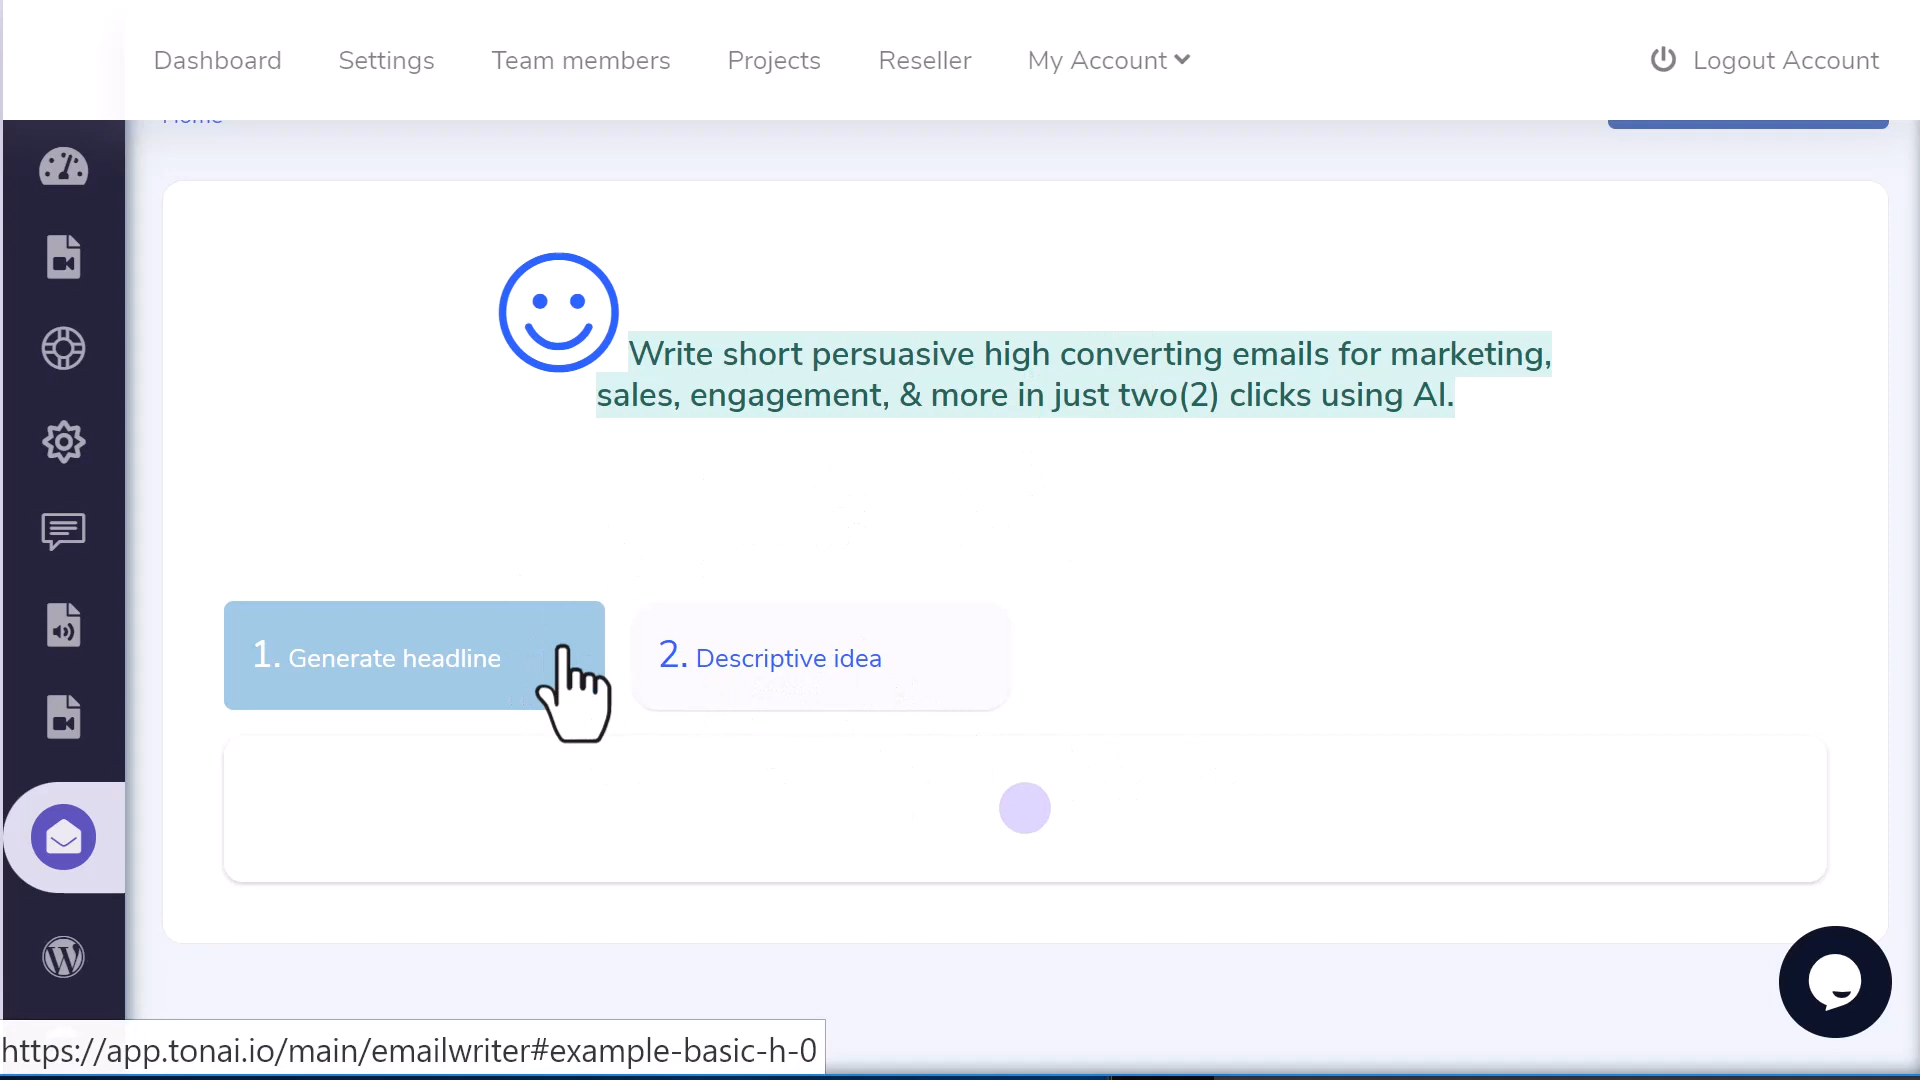 Dashboard Settings Team members Projects Reseller My Account Logout Account
Home
Write short persuasive high converting emails for marketing,
sales, engagement, & more in just two(2) clicks using AI.
1. Generate headline
2. Descriptive idea
https://app.tonai.io/main/emailwriter#example-basic-h-0